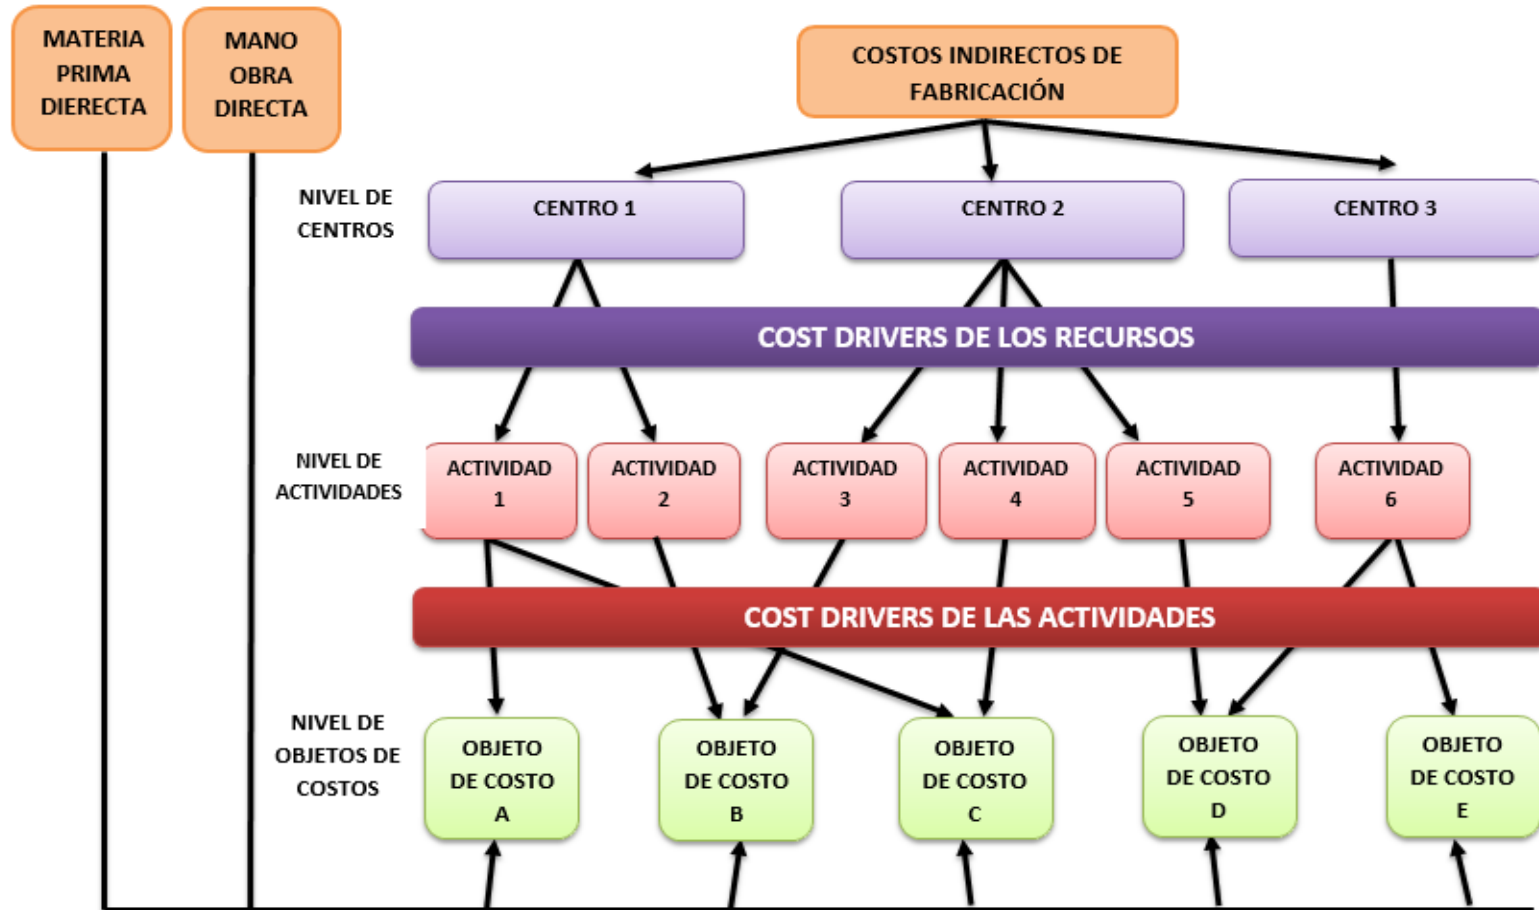 MATERIA
PRIMA
DIERECTA
MANO
OBRA
DIRECTA
COSTOS INDIRECTOS DE
FABRICACIÓN
NIVEL DE
CENTROS
CENTRO 1
CENTRO 2
CENTRO 3
COST DRIVERS DE LOS RECURSOS
NIVEL DE
ACTIVIDADES
ACTIVIDAD
1
ACTIVIDAD
2
ACTIVIDAD
3
ACTIVIDAD
4
ACTIVIDAD
5
ACTIVIDAD
6
COST DRIVERS DE LAS ACTIVIDADES
NIVEL DE
OBJETOS DE
COSTOS
OBJETO
DE COSTO
A
OBJETO
DE COSTO
B
OBJETO
DE COSTO
C
OBJETO
DE COSTO
D
OBJETO
DE COSTO
E